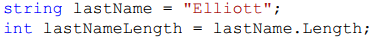 string lastName = "Elliott";
int lastNameLength = lastName.Length;